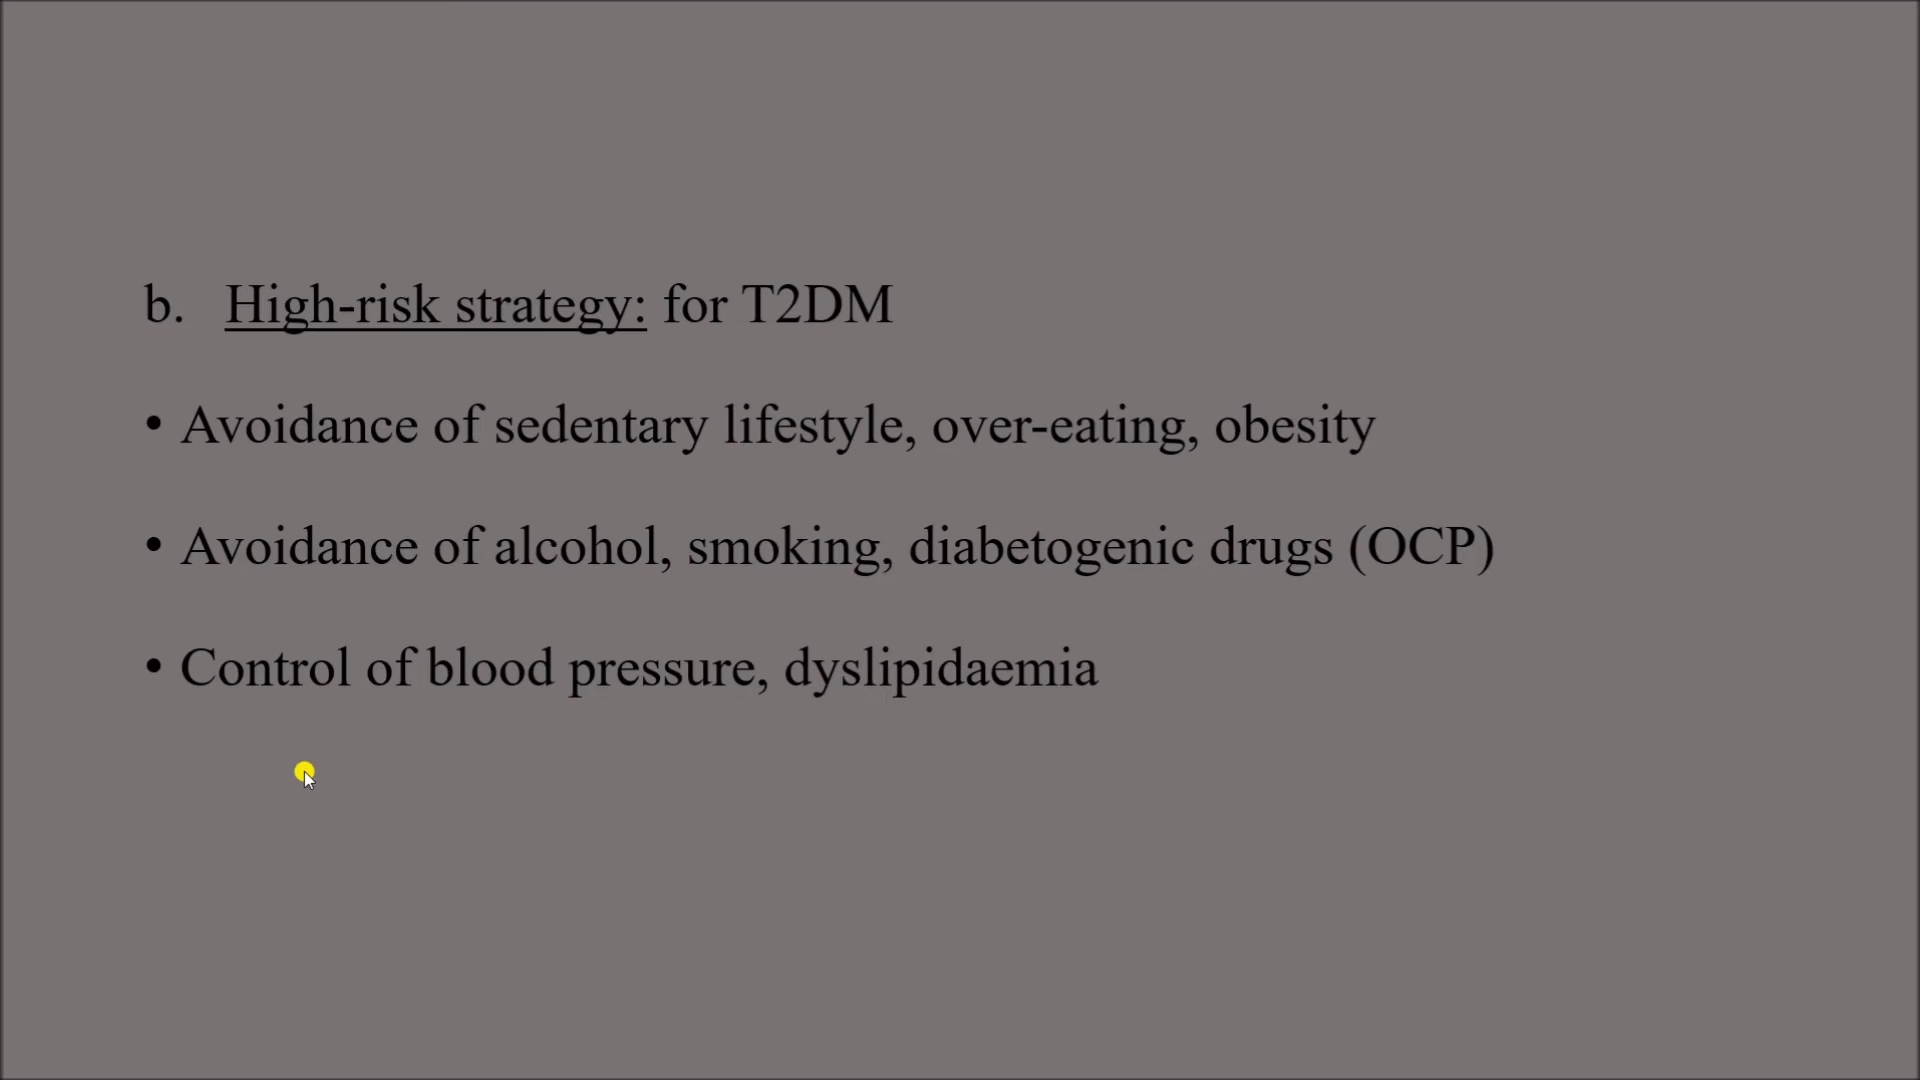 b. High-risk strategy: for T2DM
• Avoidance of sedentary lifestyle, over-eating, obesity
• Avoidance of alcohol, smoking, diabetogenic drugs (OCP)
• Control of blood pressure, dyslipidaemia